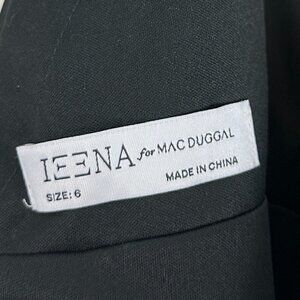 IEENA for MAC DUGGAL
MADE IN CHINA
SIZE: 6